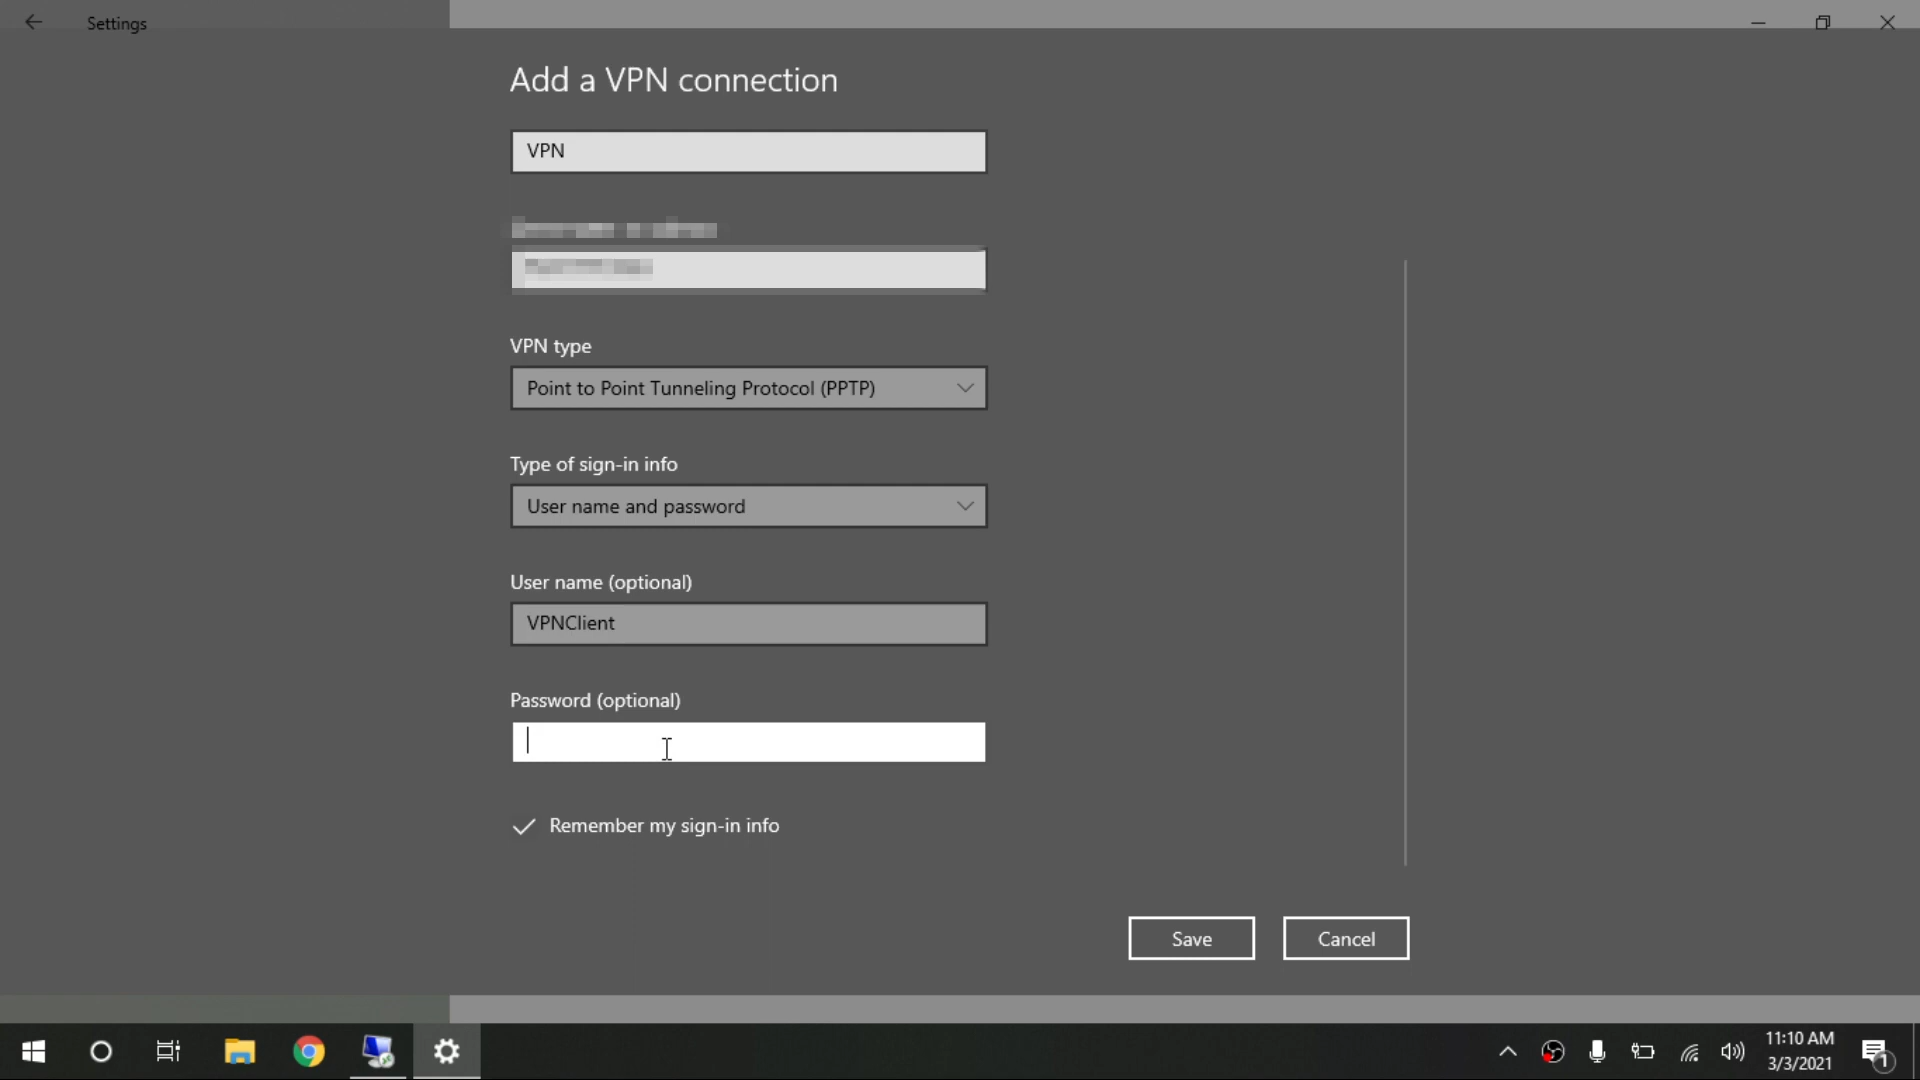 Settings
Add a VPN connection
VPN
VPN type
Point to Point Tunneling Protocol (PPTP)
Type of sign-in info
User name and password
User name (optional)
VPNClient
Password (optional)
Remember my sign-in info
Save
Cancel
11:10 AM
3/3/2021
1